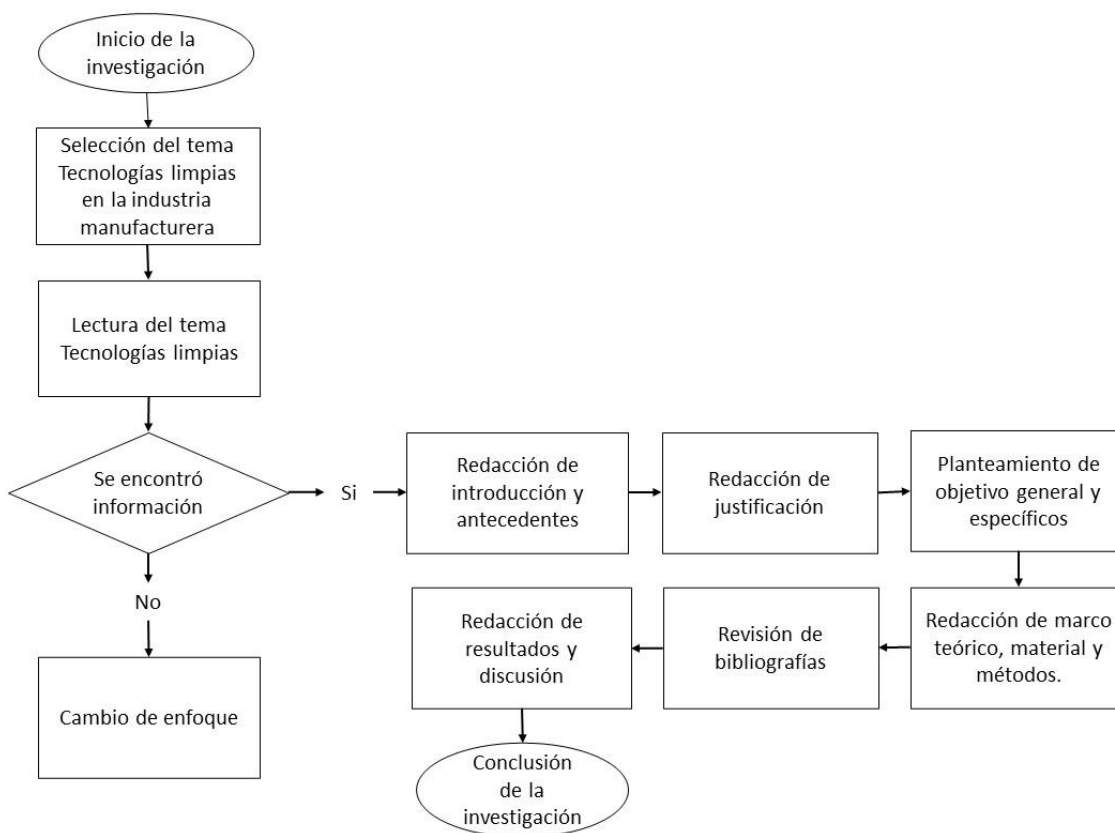 Inicio de la
investigación
Selección del tema
Tecnologías limpias
en la industria
manufacturera
Lectura del tema
Tecnologías limpias
Se encontró
información
Si
Redacción de
introducción y
antecedentes
Redacción de
justificación
Planteamiento de
objetivo general y
específicos
No
Cambio de enfoque
Redacción de marco
teórico, material y
métodos.
Revisión de
bibliografías
Redacción de
resultados y
discusión
Conclusión
de la
investigación